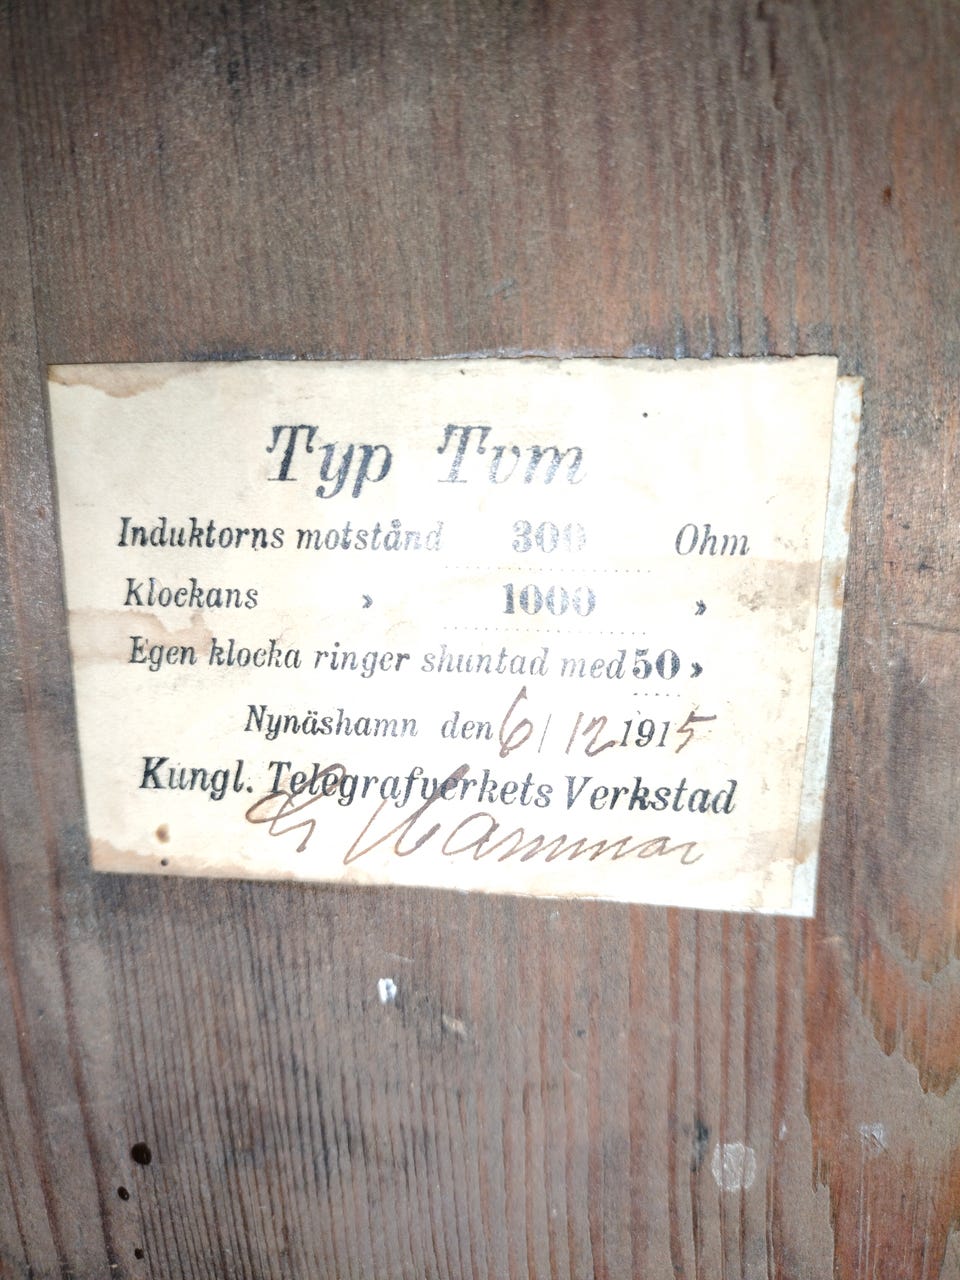 Typ Tvm
Induktorns motstånd 300 Ohm
Klockans » 1000 »
Egen klocka ringer shuntad med 50 »
Nynäshamn den 6/12 1915
Kungl. Telegrafverkets Verkstad
Hammar